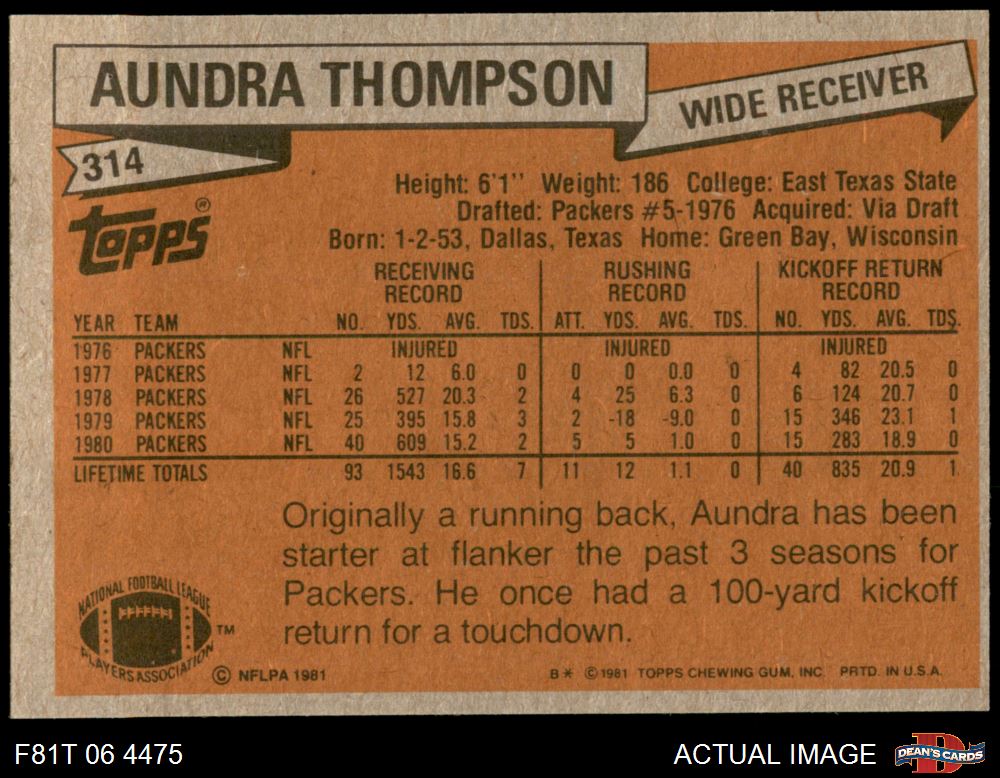 AUNDRA THOMPSON
WIDE RECEIVER
314
TOPPS®
Height: 6'1'' Weight: 186 College: East Texas State
Drafted: Packers #5-1976 Acquired: Via Draft
Born: 1-2-53, Dallas, Texas Home: Green Bay, Wisconsin
RECEIVING RECORD RUSHING RECORD KICKOFF RETURN RECORD
YEAR TEAM NO. YDS. AVG. TDS. ATT. YDS. AVG. TDS. NO. YDS. AVG. TDS.
1976 PACKERS NFL INJURED INJURED INJURED
1977 PACKERS NFL 2 12 6.0 0 0 0 0.0 0 4 82 20.5 0
1978 PACKERS NFL 26 527 20.3 2 4 25 6.3 0 6 124 20.7 0
1979 PACKERS NFL 25 395 15.8 3 2 -18 -9.0 0 15 346 23.1 1
1980 PACKERS NFL 40 609 15.2 2 5 5 1.0 0 15 283 18.9 0
LIFETIME TOTALS 93 1543 16.6 7 11 12 1.1 0 40 835 20.9 1
Originally a running back, Aundra has been
starter at flanker the past 3 seasons for
Packers. He once had a 100-yard kickoff
return for a touchdown.
NATIONAL FOOTBALL LEAGUE
PLAYERS ASSOCIATION
TM
© NFLPA 1981
B* ©1981 TOPPS CHEWING GUM, INC. PRTD. IN U.S.A.
F81T 06 4475
ACTUAL IMAGE
D
DEAN'S CARDS